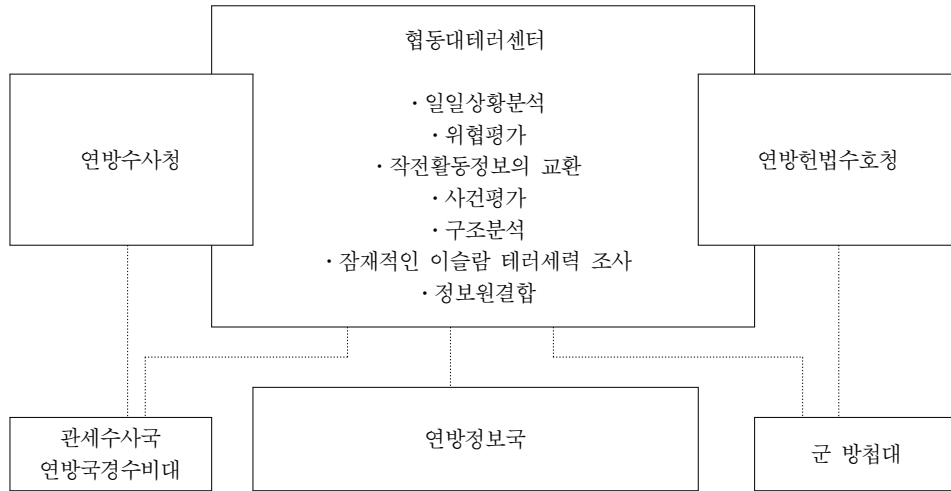 협동대테러센터
・일일상황분석
・위협평가
・작전활동정보의 교환
・사건평가
・구조분석
・잠재적인 이슬람 테러세력 조사
・정보원결합
연방수사청
연방헌법수호청
관세수사국
연방국경수비대
연방정보국
군 방첩대